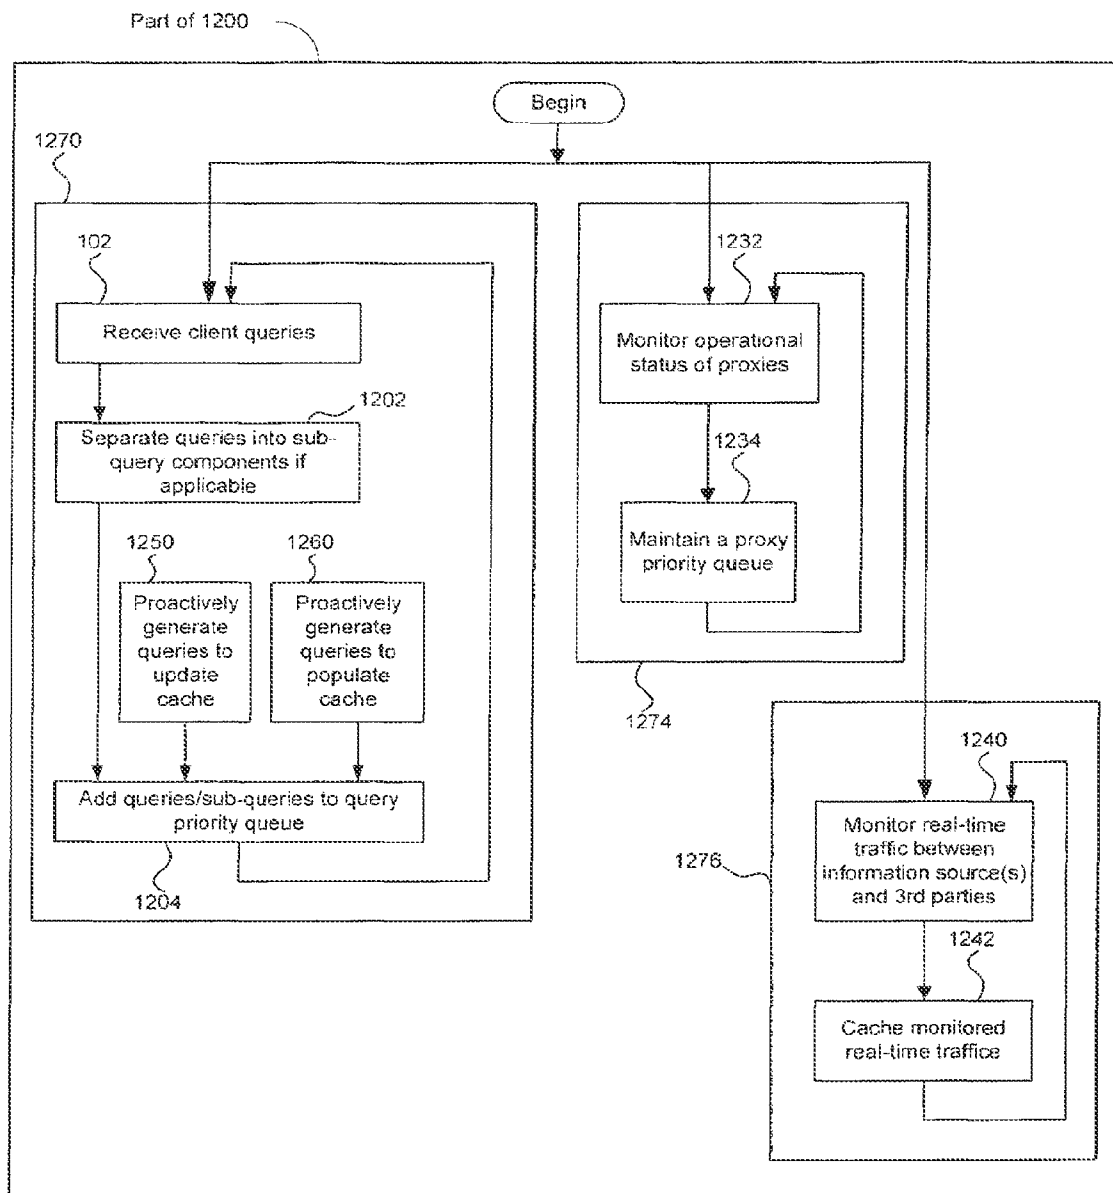 Part of 1200
Begin
1270
102
Receive client queries
1202
Separate queries into sub-
query components if
applicable
1250
Proactively
generate
queries to
update
cache
1260
Proactively
generate
queries to
populate
cache
Add queries/sub-queries to query
priority queue
1204
1232
Monitor operational
status of proxies
1234
Maintain a proxy
priority queue
1274
1240
Monitor real-time
traffic between
information source(s)
and 3rd parties
1276
1242
Cache monitored
real-time traffice